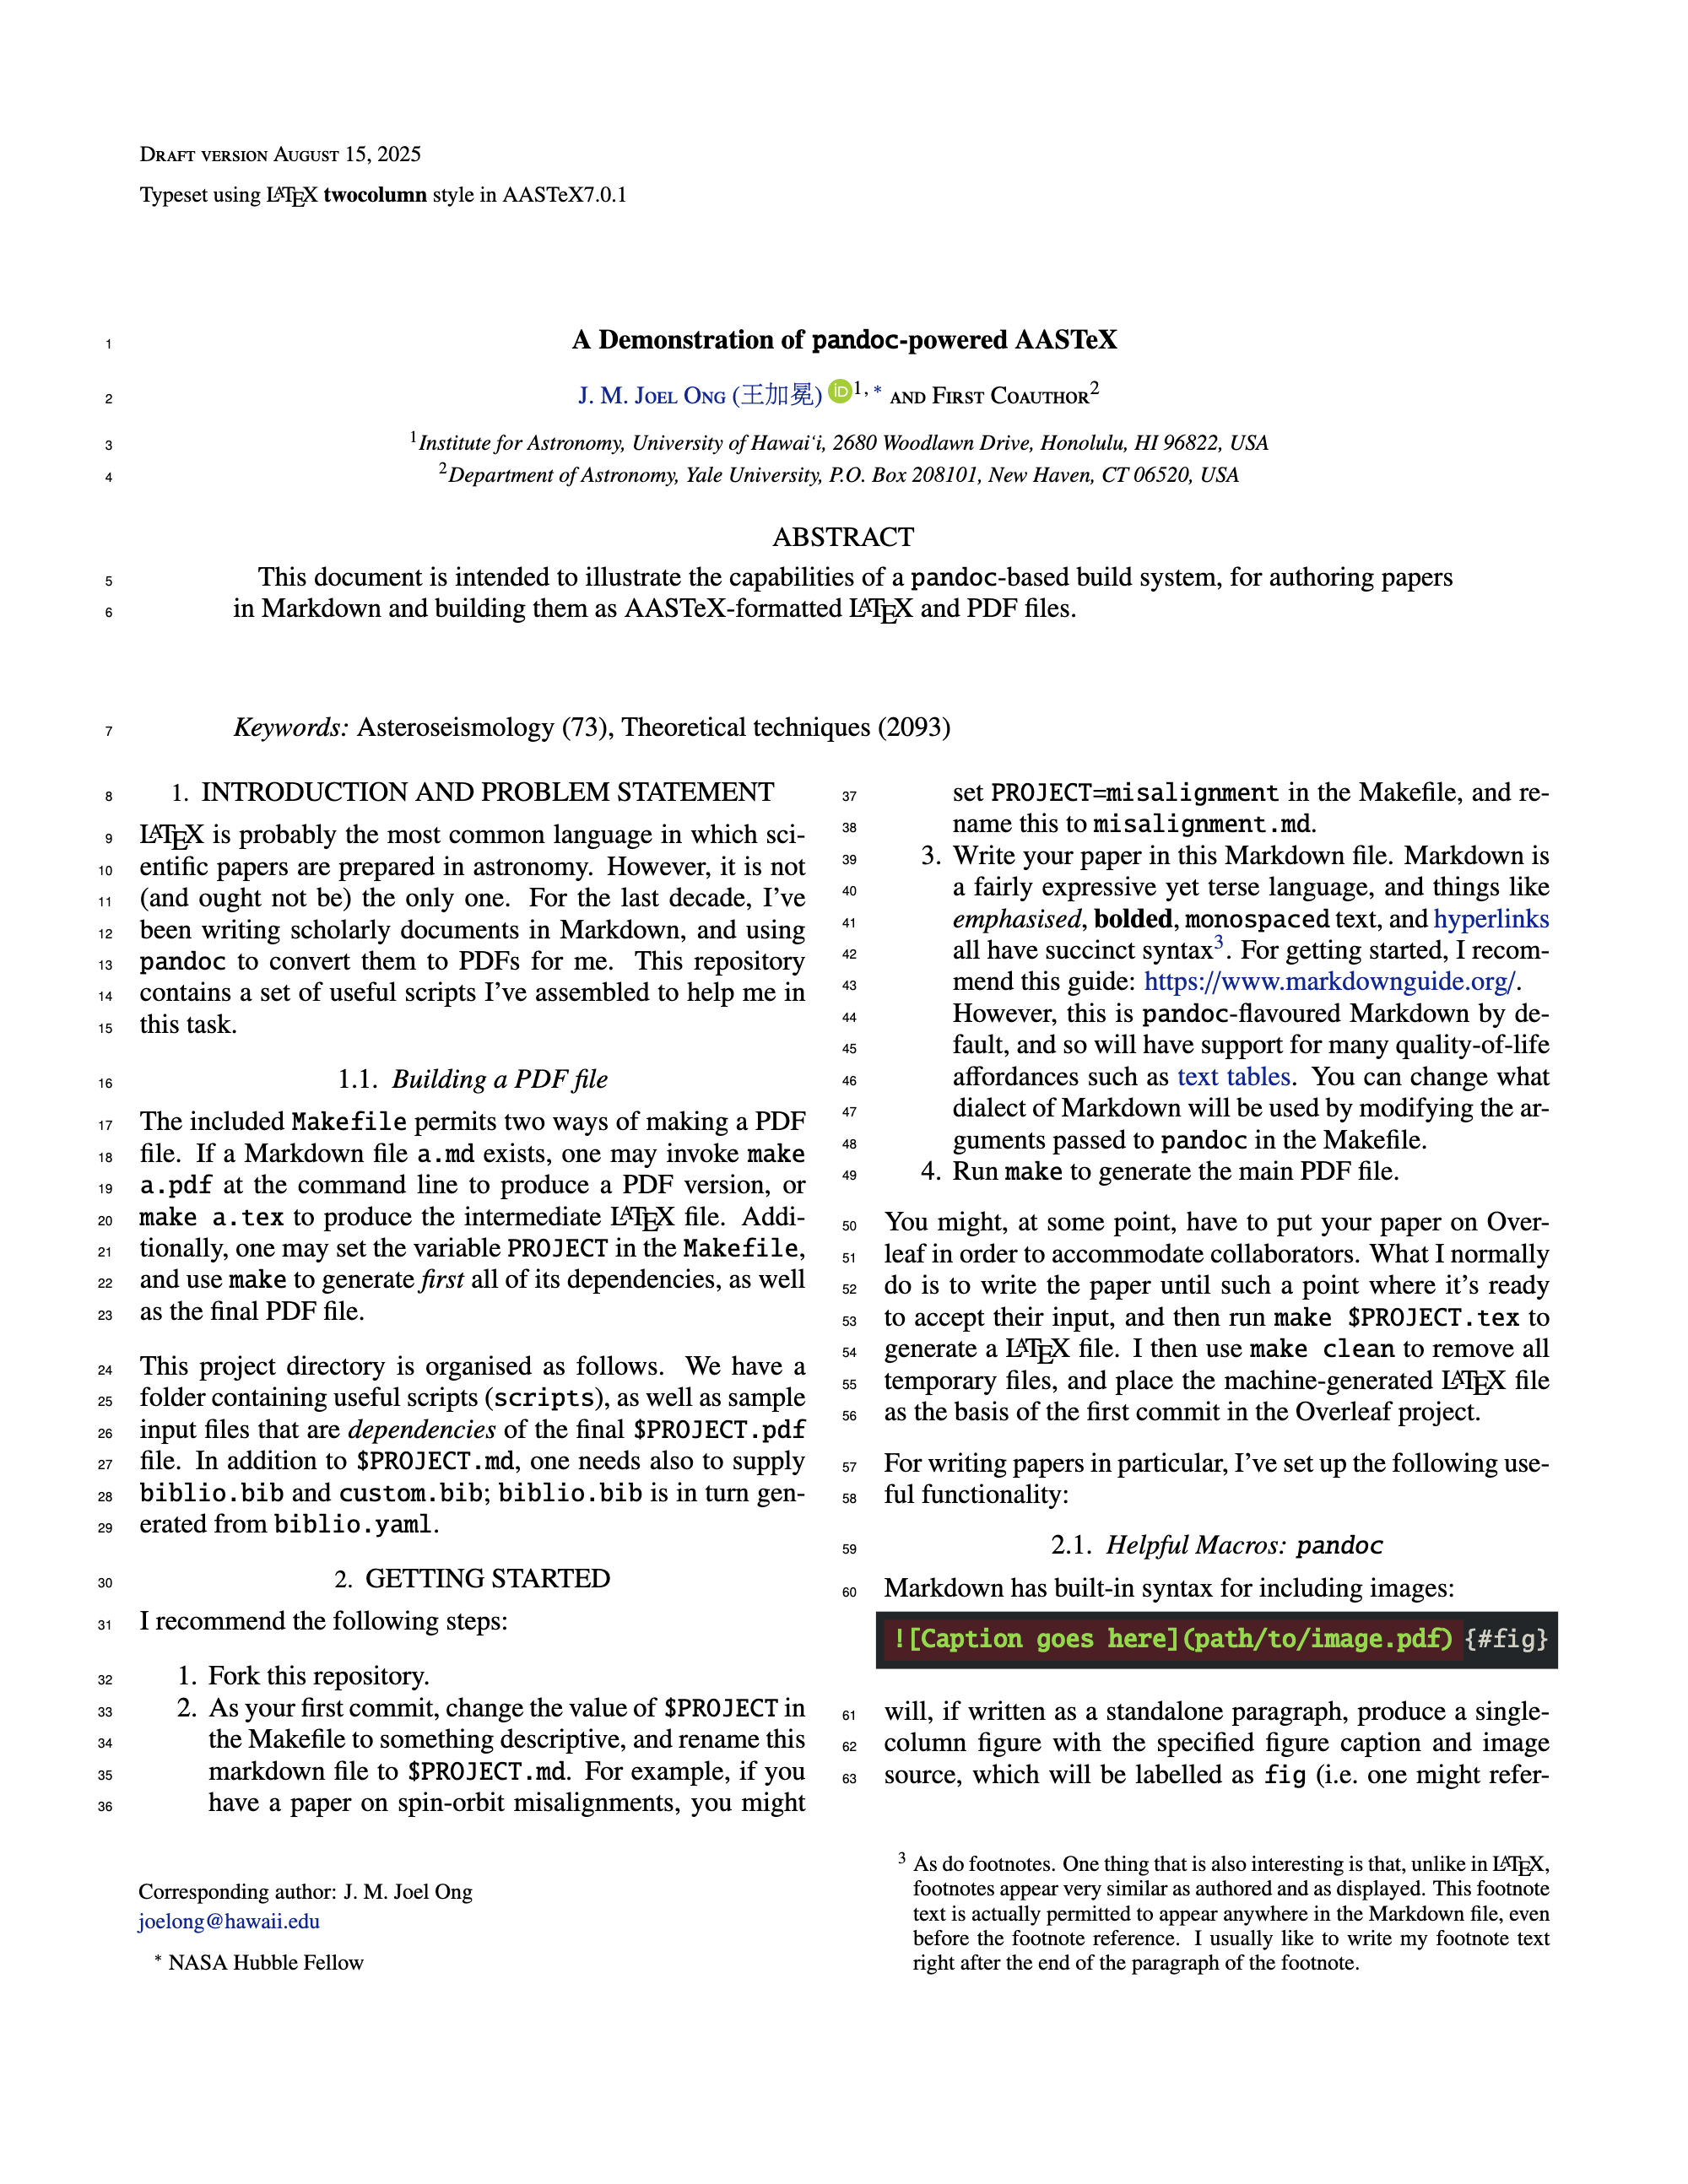 Draft version August 15, 2025
Typeset using LATEX twocolumn style in AASTeX7.0.1
1 A Demonstration of pandoc-powered AASTeX
2 J. M. Joel Ong (王加冕) iD 1, * and First Coauthor2
3 1Institute for Astronomy, University of Hawai‘i, 2680 Woodlawn Drive, Honolulu, HI 96822, USA
4 2Department of Astronomy, Yale University, P.O. Box 208101, New Haven, CT 06520, USA
ABSTRACT
5 This document is intended to illustrate the capabilities of a pandoc-based build system, for authoring papers
6 in Markdown and building them as AASTeX-formatted LATEX and PDF files.
7 Keywords: Asteroseismology (73), Theoretical techniques (2093)
8 1. INTRODUCTION AND PROBLEM STATEMENT
9 LATEX is probably the most common language in which sci-
10 entific papers are prepared in astronomy. However, it is not
11 (and ought not be) the only one. For the last decade, I’ve
12 been writing scholarly documents in Markdown, and using
13 pandoc to convert them to PDFs for me. This repository
14 contains a set of useful scripts I’ve assembled to help me in
15 this task.
16 1.1. Building a PDF file
17 The included Makefile permits two ways of making a PDF
18 file. If a Markdown file a.md exists, one may invoke make
19 a.pdf at the command line to produce a PDF version, or
20 make a.tex to produce the intermediate LATEX file. Addi-
21 tionally, one may set the variable PROJECT in the Makefile,
22 and use make to generate first all of its dependencies, as well
23 as the final PDF file.
24 This project directory is organised as follows. We have a
25 folder containing useful scripts (scripts), as well as sample
26 input files that are dependencies of the final $PROJECT.pdf
27 file. In addition to $PROJECT.md, one needs also to supply
28 biblio.bib and custom.bib; biblio.bib is in turn gen-
29 erated from biblio.yaml.
30 2. GETTING STARTED
31 I recommend the following steps:
32 1. Fork this repository.
33 2. As your first commit, change the value of $PROJECT in
34 the Makefile to something descriptive, and rename this
35 markdown file to $PROJECT.md. For example, if you
36 have a paper on spin-orbit misalignments, you might
Corresponding author: J. M. Joel Ong
joelong@hawaii.edu
* NASA Hubble Fellow
37 set PROJECT=misalignment in the Makefile, and re-
38 name this to misalignment.md.
39 3. Write your paper in this Markdown file. Markdown is
40 a fairly expressive yet terse language, and things like
41 emphasised, bolded, monospaced text, and hyperlinks
42 all have succinct syntax3. For getting started, I recom-
43 mend this guide: https://www.markdownguide.org/.
44 However, this is pandoc-flavoured Markdown by de-
45 fault, and so will have support for many quality-of-life
46 affordances such as text tables. You can change what
47 dialect of Markdown will be used by modifying the ar-
48 guments passed to pandoc in the Makefile.
49 4. Run make to generate the main PDF file.
50 You might, at some point, have to put your paper on Over-
51 leaf in order to accommodate collaborators. What I normally
52 do is to write the paper until such a point where it’s ready
53 to accept their input, and then run make $PROJECT.tex to
54 generate a LATEX file. I then use make clean to remove all
55 temporary files, and place the machine-generated LATEX file
56 as the basis of the first commit in the Overleaf project.
57 For writing papers in particular, I’ve set up the following use-
58 ful functionality:
59 2.1. Helpful Macros: pandoc
60 Markdown has built-in syntax for including images:
![Caption goes here](path/to/image.pdf) {#fig}
61 will, if written as a standalone paragraph, produce a single-
62 column figure with the specified figure caption and image
63 source, which will be labelled as fig (i.e. one might refer-
3 As do footnotes. One thing that is also interesting is that, unlike in LATEX,
footnotes appear very similar as authored and as displayed. This footnote
text is actually permitted to appear anywhere in the Markdown file, even
before the footnote reference. I usually like to write my footnote text
right after the end of the paragraph of the footnote.